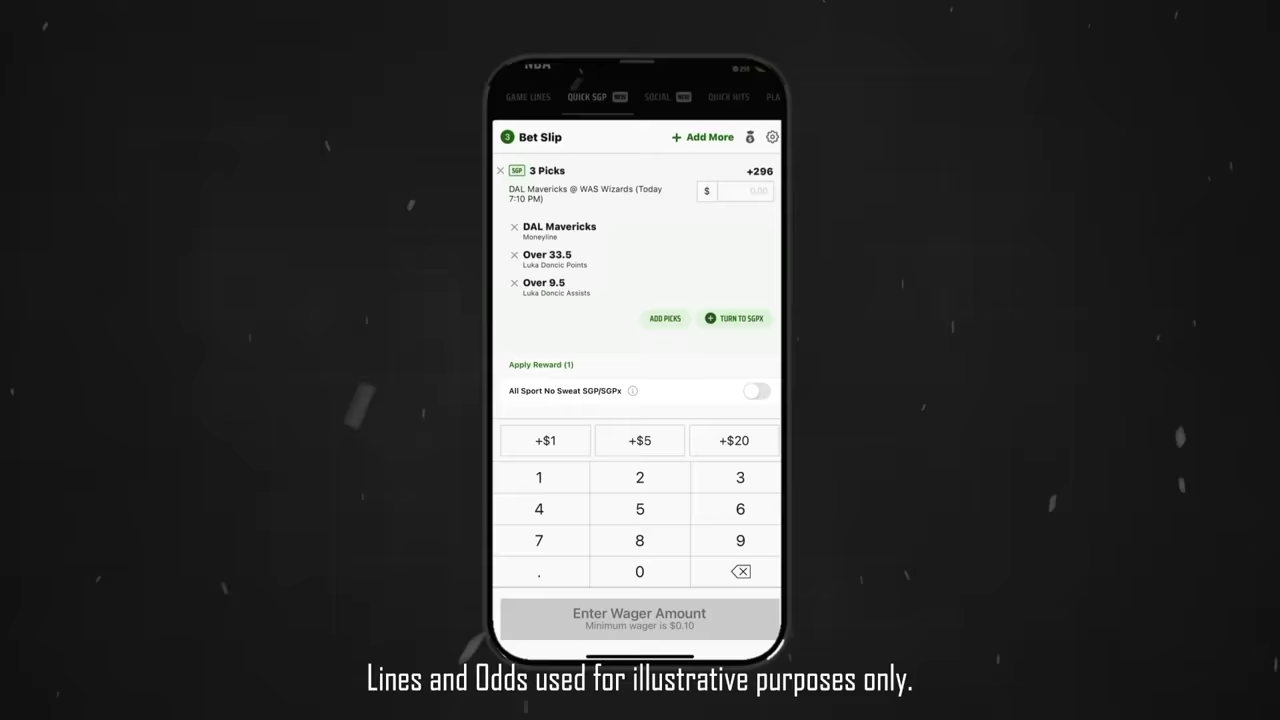 NBA
GAME LINES QUICK SGP NEW SOCIAL NEW QUICK HITS PLA
3 Bet Slip + Add More
SGP 3 Picks +296
DAL Mavericks @ WAS Wizards (Today
7:10 PM)
$ 0.00
DAL Mavericks
Moneyline
Over 33.5
Luka Doncic Points
Over 9.5
Luka Doncic Assists
ADD PICKS + TURN TO SGPX
Apply Reward (1)
All Sport No Sweat SGP/SGPx
+$1 +$5 +$20
1 2 3
4 5 6
7 8 9
. 0
Enter Wager Amount
Minimum wager is $0.10
Lines and Odds used for illustrative purposes only.